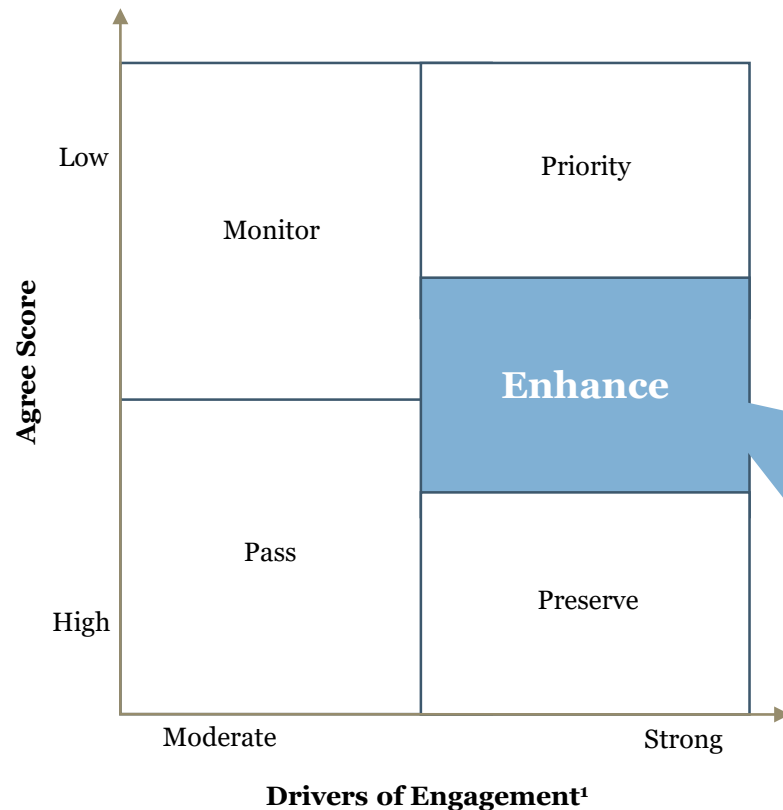 Low
Priority
Monitor
Agree Score
Enhance
Pass
Preserve
High
Moderate
Strong
Drivers of Engagement¹